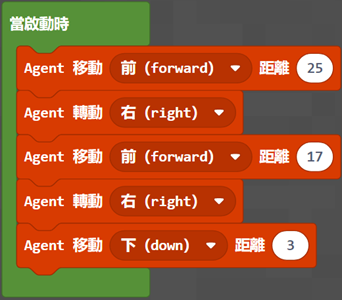 當啟動時
Agent 移動 前 (forward) 距離 25
Agent 轉動 右 (right)
Agent 移動 前 (forward) 距離 17
Agent 轉動 右 (right)
Agent 移動 下 (down) 距離 3